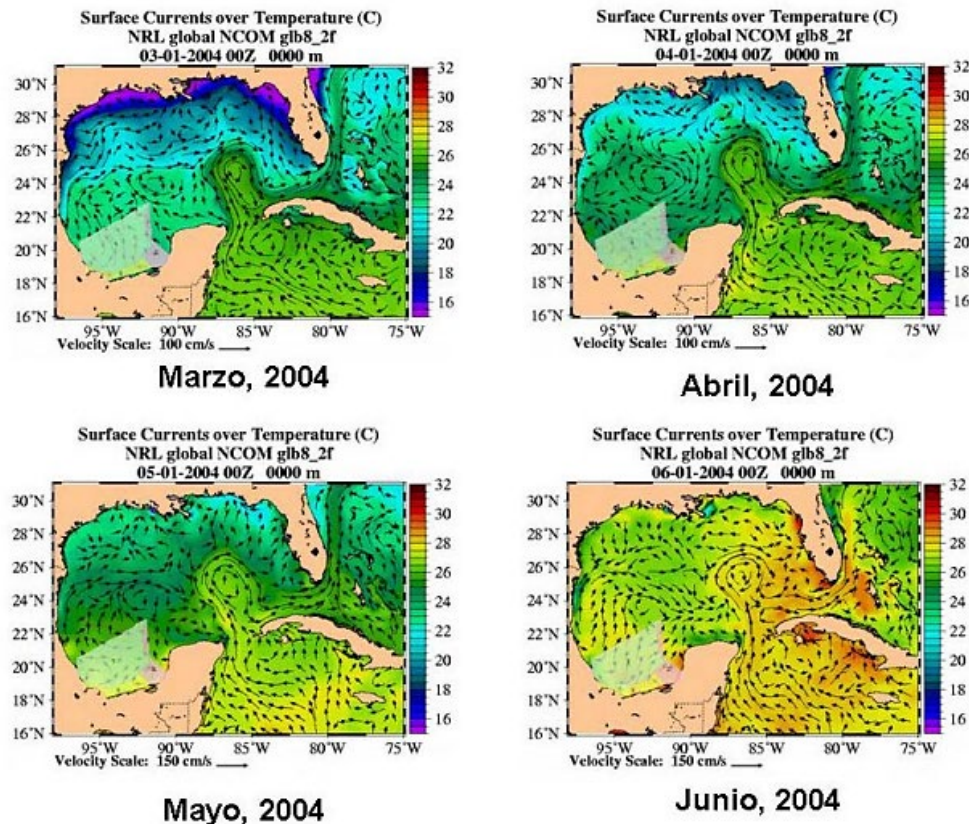 Surface Currents over Temperature (C)
NRL global NCOM glb8_2f
03-01-2004 00Z 0000 m
30°N
28°N
26°N
24°N
22°N
20°N
18°N
16°N
95°W 90°W 85°W 80°W 75°W
32
30
28
26
24
22
20
18
16
Velocity Scale: 100 cm/s
Marzo, 2004
Surface Currents over Temperature (C)
NRL global NCOM glb8_2f
04-01-2004 00Z 0000 m
30°N
28°N
26°N
24°N
22°N
20°N
18°N
16°N
95°W 90°W 85°W 80°W 75°W
32
30
28
26
24
22
20
18
16
Velocity Scale: 100 cm/s
Abril, 2004
Surface Currents over Temperature (C)
NRL global NCOM glb8_2f
05-01-2004 00Z 0000 m
30°N
28°N
26°N
24°N
22°N
20°N
18°N
16°N
95°W 90°W 85°W 80°W 75°W
32
30
28
26
24
22
20
18
16
Velocity Scale: 150 cm/s
Mayo, 2004
Surface Currents over Temperature (C)
NRL global NCOM glb8_2f
06-01-2004 00Z 0000 m
30°N
28°N
26°N
24°N
22°N
20°N
18°N
16°N
95°W 90°W 85°W 80°W 75°W
32
30
28
26
24
22
20
18
16
Velocity Scale: 150 cm/s
Junio, 2004